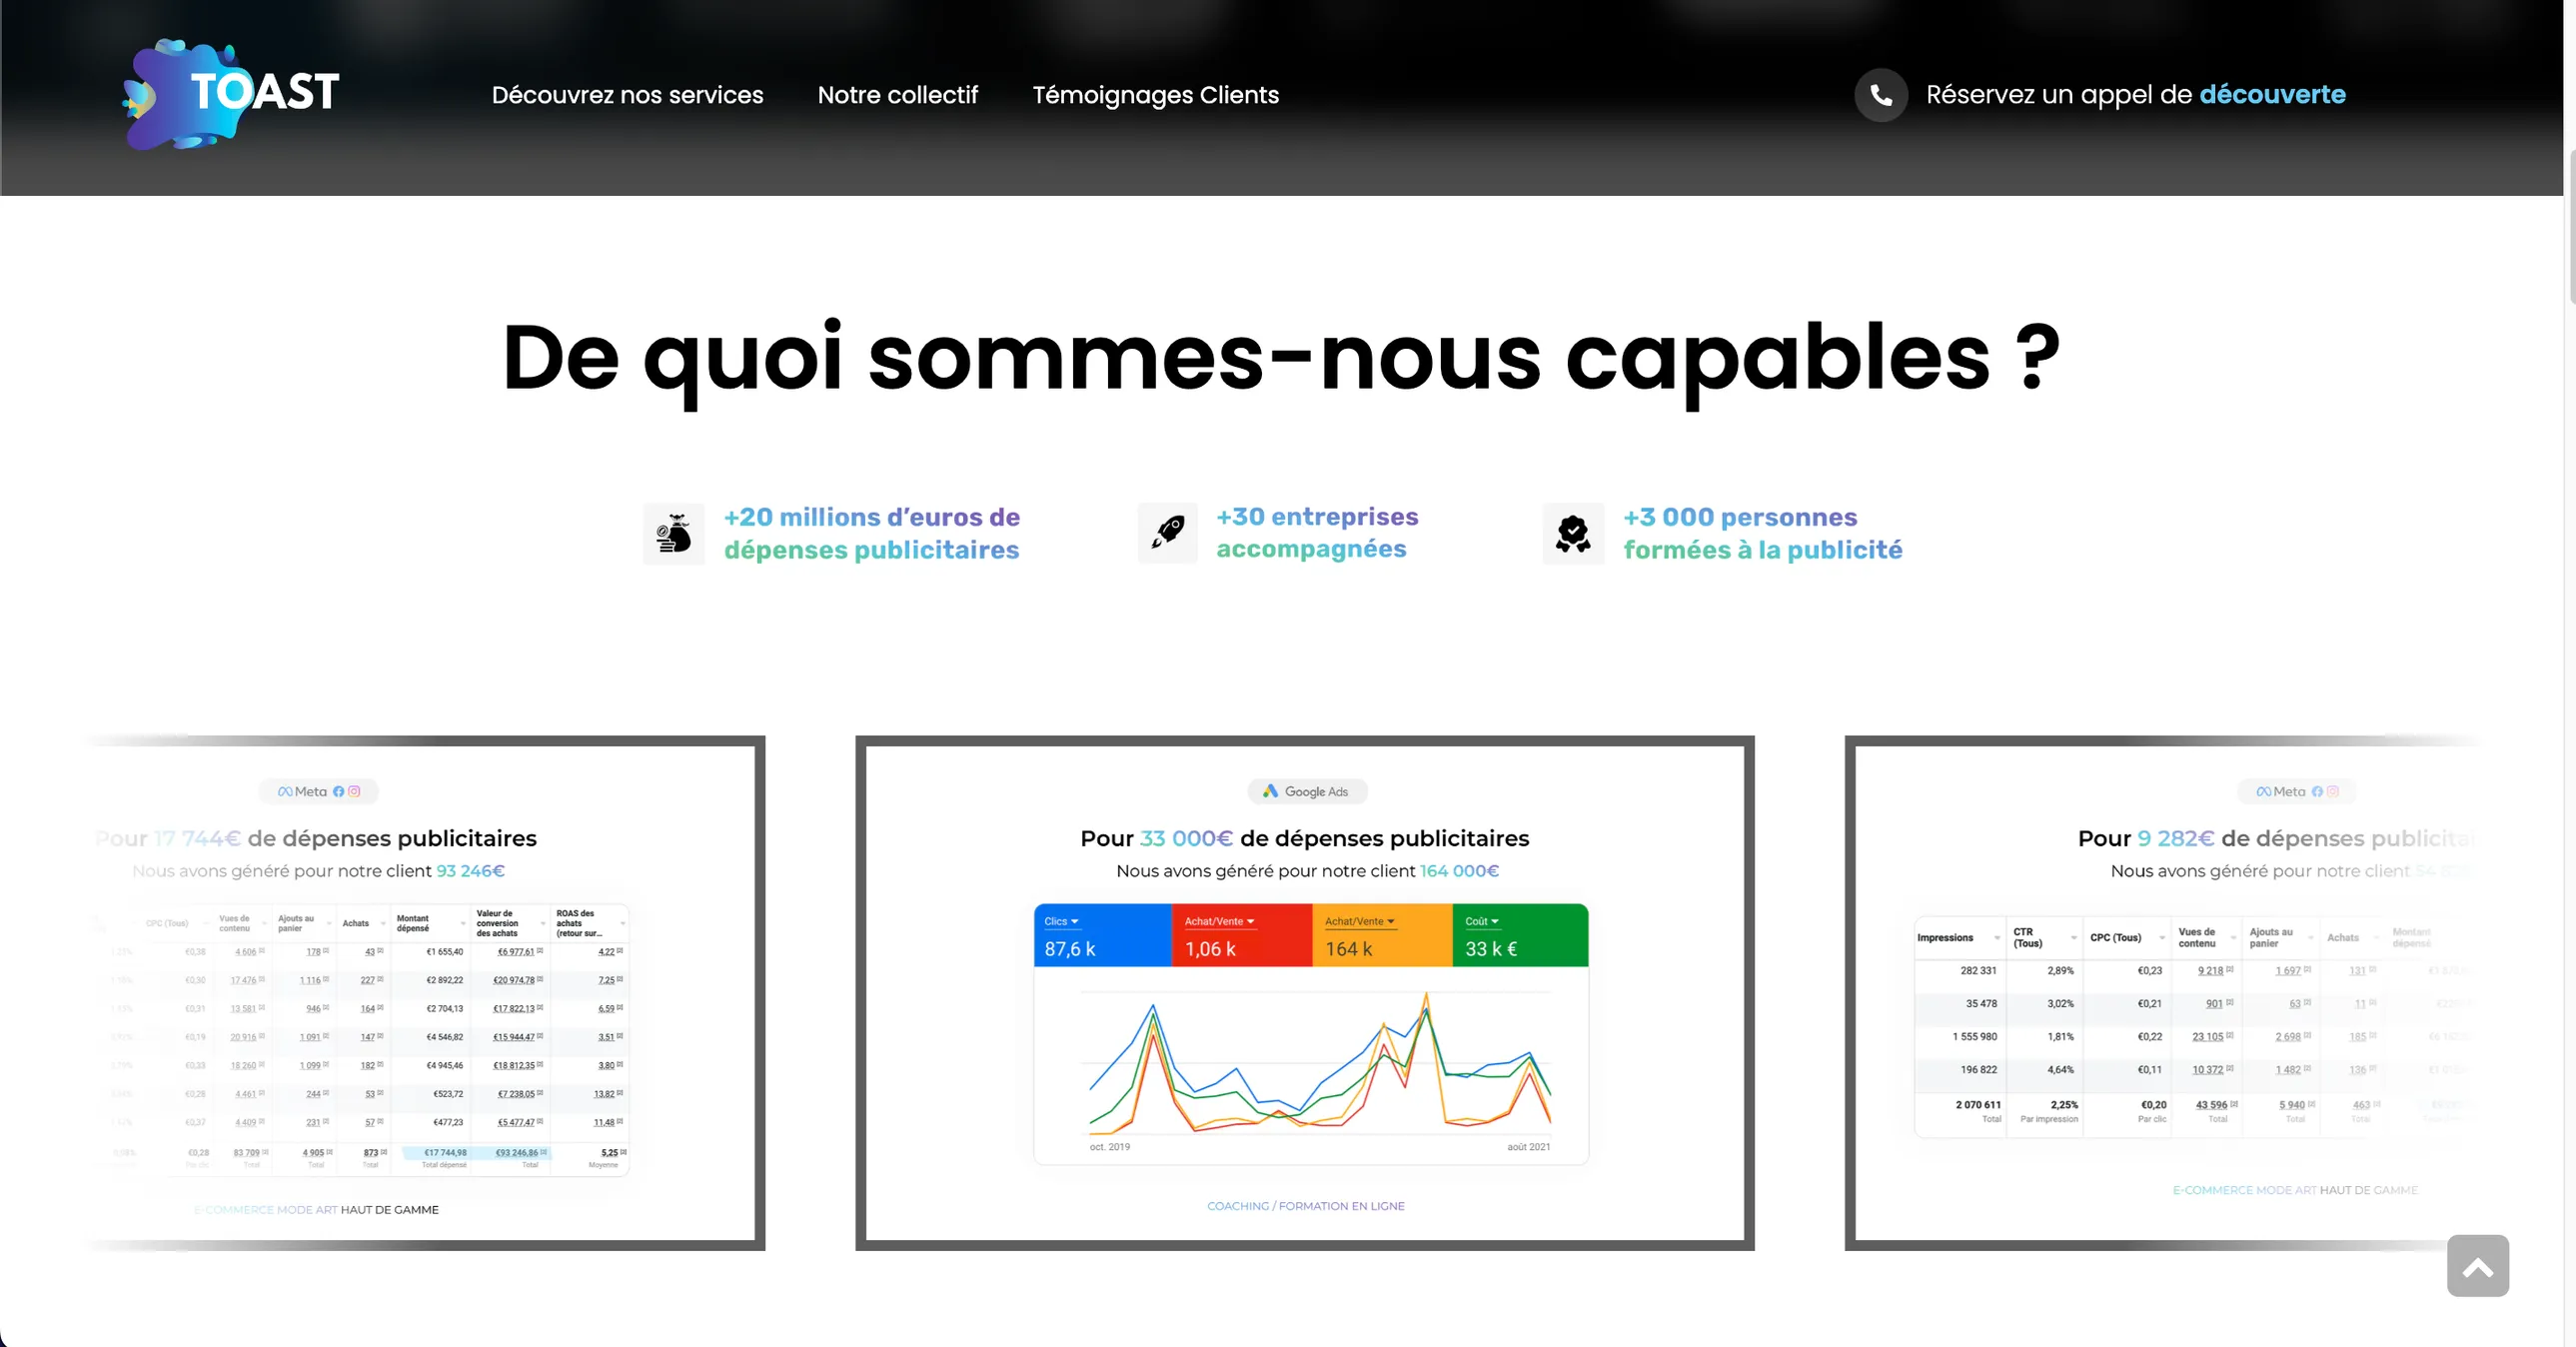 TOAST
Découvrez nos services
Notre collectif
Témoignages Clients
Réservez un appel de découverte
De quoi sommes-nous capables ?
+20 millions d’euros de
dépenses publicitaires
+30 entreprises
accompagnées
+3 000 personnes
formées à la publicité
Meta
Pour 17 744€ de dépenses publicitaires
Nous avons généré pour notre client 93 246€
CPC (Tous) Vues de contenu Ajouts au panier Achats Montant dépensé Valeur de conversion des achats ROAS des achats (retour sur...
€0,38 4 606 178 43 €1 655,40 €6 977,61 4,22
€0,30 17 476 1 116 227 €2 892,22 €20 974,78 7,25
€0,31 13 581 946 164 €2 704,13 €17 822,13 6,59
€0,19 20 916 1 091 147 €4 546,82 €15 944,47 3,51
€0,33 18 260 1 099 182 €4 945,46 €18 812,35 3,80
€0,28 4 461 244 53 €523,72 €7 238,05 13,82
€0,37 4 409 231 57 €477,23 €5 477,47 11,48
€0,28 83 709 4 905 873 €17 744,98 €93 246,86 5,25
Par clic Total Total Total Total dépensé Total Moyenne
E-COMMERCE MODE ART HAUT DE GAMME
Google Ads
Pour 33 000€ de dépenses publicitaires
Nous avons généré pour notre client 164 000€
Clics Achat/Vente Achat/Vente Coût
87,6 k 1,06 k 164 k 33 k €
oct. 2019 août 2021
COACHING / FORMATION EN LIGNE
Meta
Pour 9 282€ de dépenses publicitai
Nous avons généré pour notre client
Impressions CTR (Tous) CPC (Tous) Vues de contenu Ajouts au panier Achats Montant dépensé
282 331 2,89% €0,23 9 218 1 697 131
35 478 3,02% €0,21 901 63 11
1 555 980 1,81% €0,22 23 105 2 698 185
196 822 4,64% €0,11 10 372 1 482 136
2 070 611 2,25% €0,20 43 596 5 940 463
Total Par impression Par clic Total Total Total
E-COMMERCE MODE ART HAUT DE GAMME